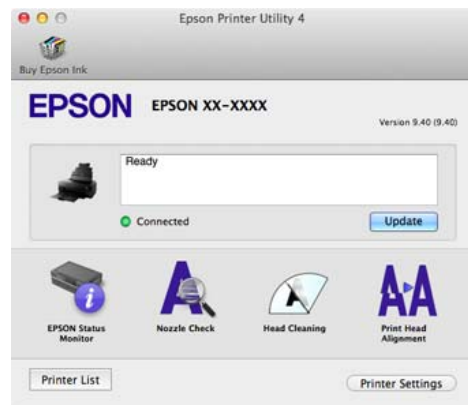 Epson Printer Utility 4
Buy Epson Ink
EPSON EPSON XX-XXXX
Version 9.40 (9.40)
Ready
Connected Update
EPSON Status
Monitor
Nozzle Check
Head Cleaning
Print Head
Alignment
Printer List Printer Settings